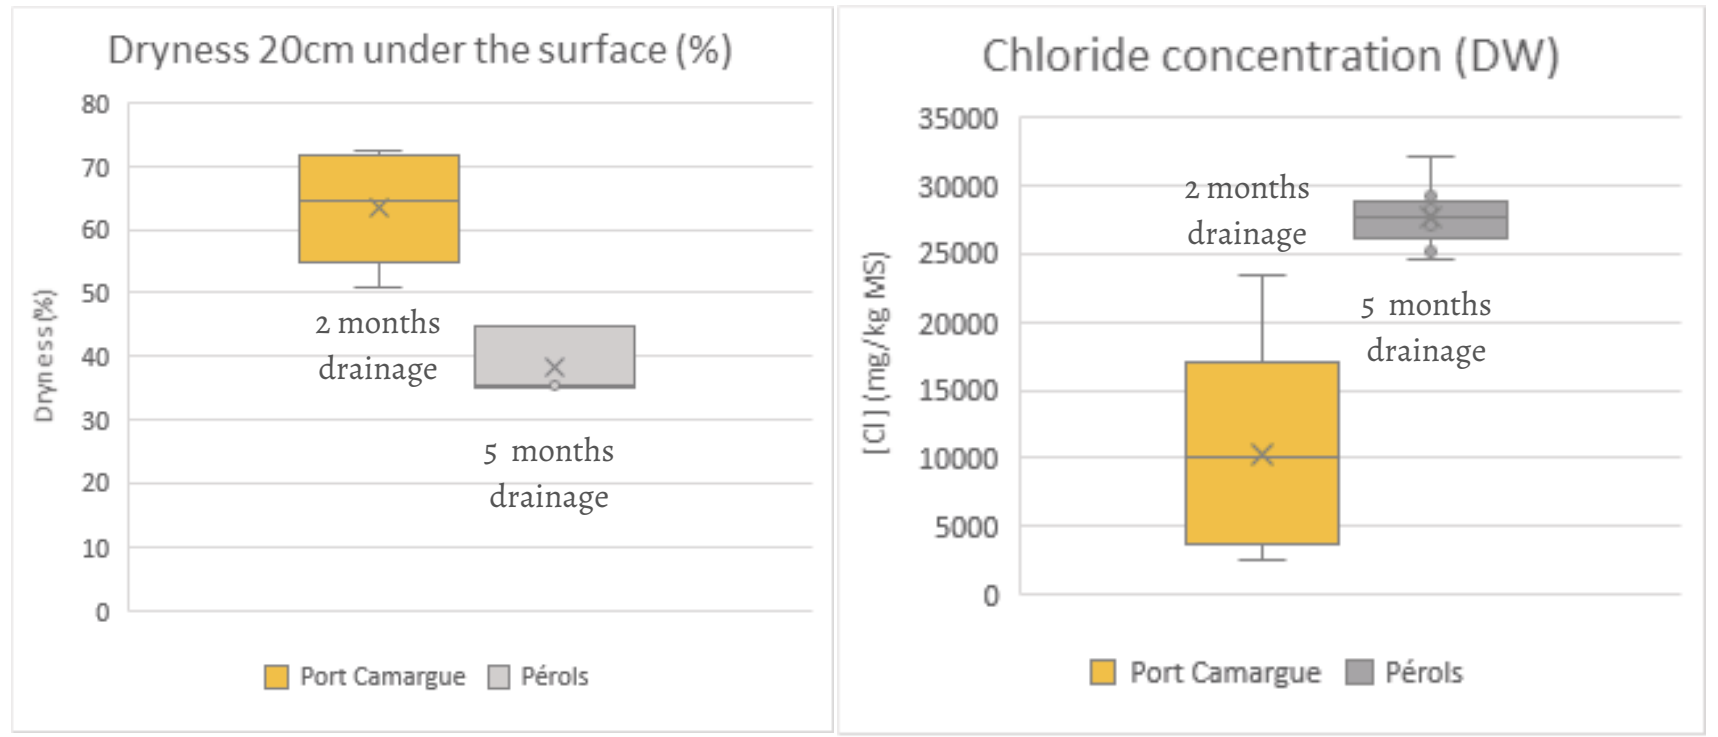 Dryness 20cm under the surface (%)
80
70
60
50
40
30
20
10
0
Dryness (%)
2 months
drainage
5 months
drainage
Port Camargue
Pérols
Chloride concentration (DW)
35000
30000
25000
20000
15000
10000
5000
0
[Cl] (mg/kg MS)
2 months
drainage
5 months
drainage
Port Camargue
Pérols